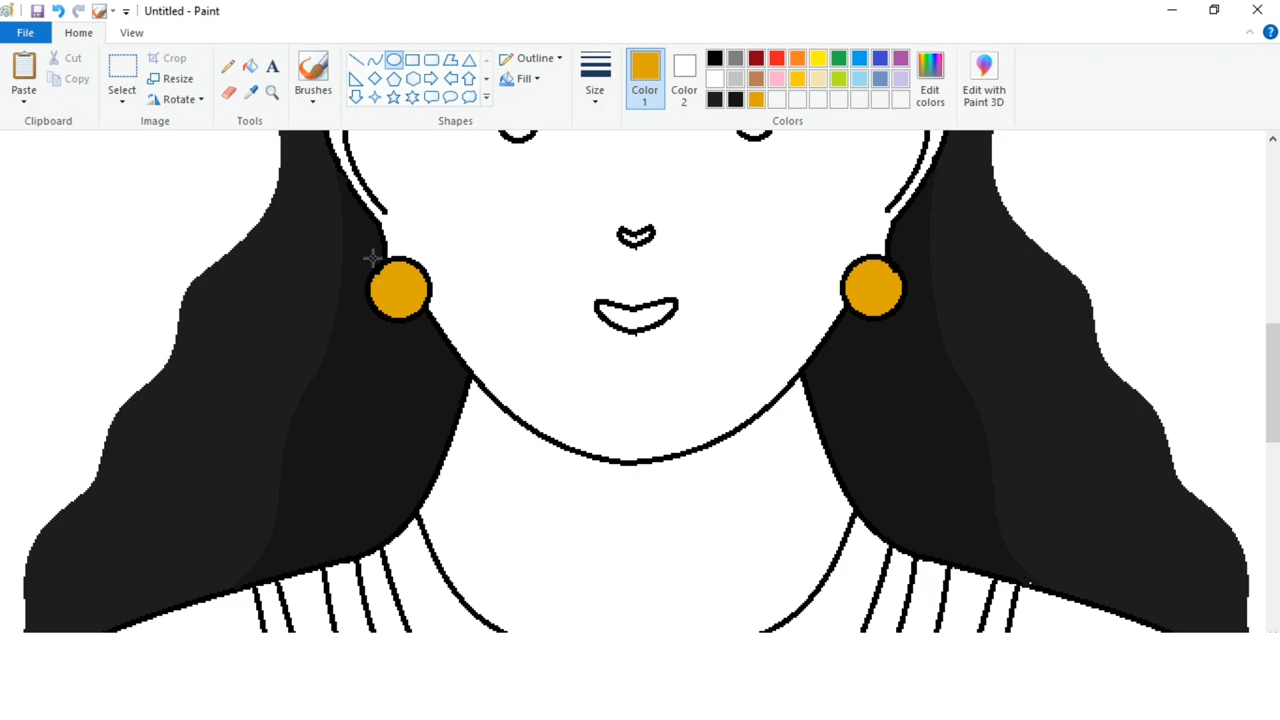 Untitled - Paint
File Home View
Paste
Cut
Copy
Clipboard
Select
Crop
Resize
Rotate
Image
A
Tools
Brushes
Outline
Fill
Shapes
Size
Color 1
Color 2
Edit colors
Colors
Edit with Paint 3D
?